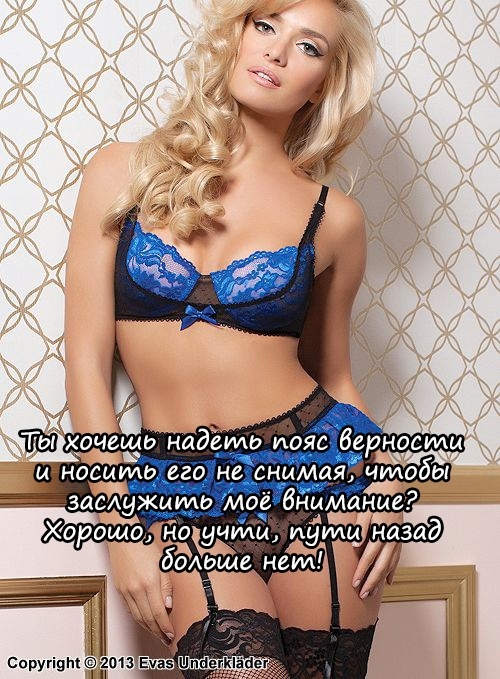 Ты хочешь надеть пояс верности
и носить его не снимая, чтобы
заслужить моё внимание?
Хорошо, но учти, пути назад
больше нет!
Copyright © 2013 Evas Underkläder